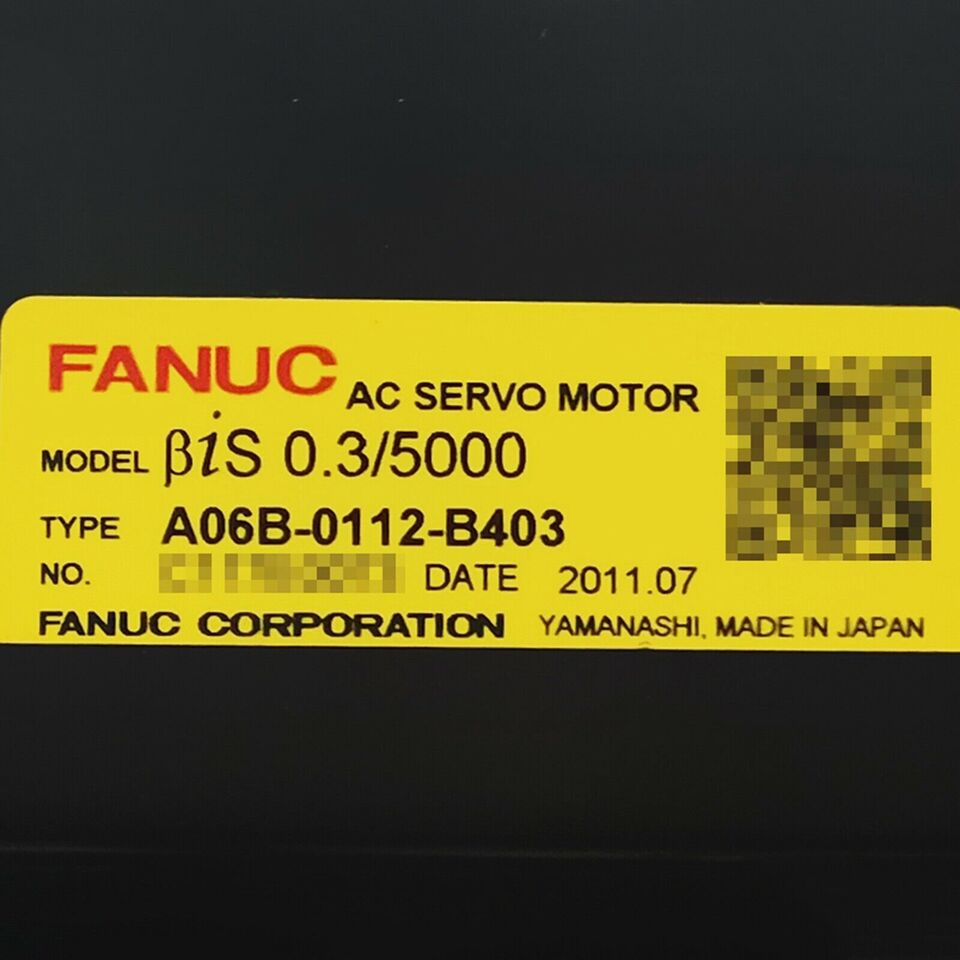 FANUC AC SERVO MOTOR
MODEL βiS 0.3/5000
TYPE A06B-0112-B403
NO. DATE 2011.07
FANUC CORPORATION YAMANASHI, MADE IN JAPAN